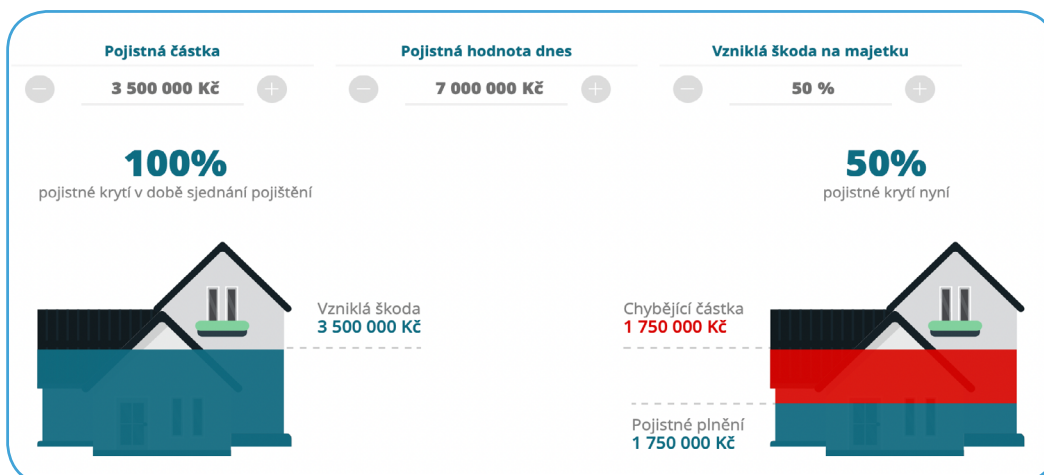 Pojistná částka
Pojistná hodnota dnes
Vzniklá škoda na majetku
3 500 000 Kč
7 000 000 Kč
50 %
100%
pojistné krytí v době sjednání pojištění
50%
pojistné krytí nyní
Vzniklá škoda
3 500 000 Kč
Chybějící částka
1 750 000 Kč
Pojistné plnění
1 750 000 Kč